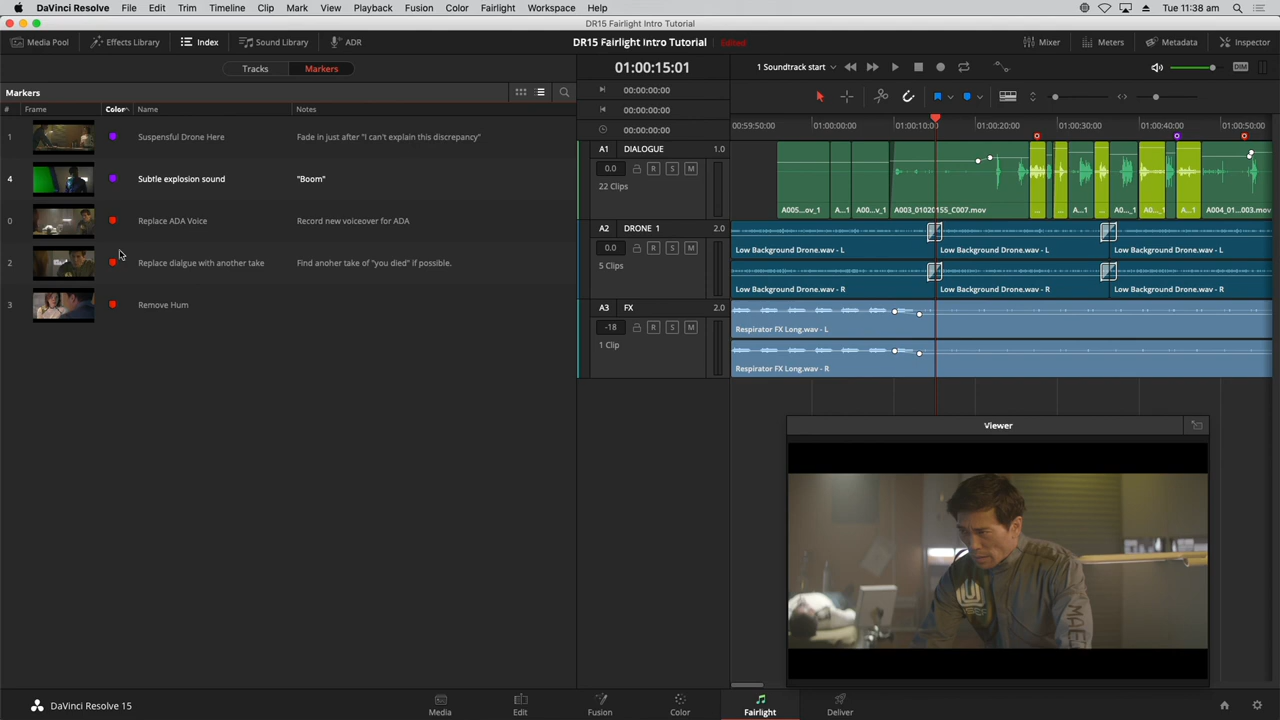 DaVinci Resolve File Edit Trim Timeline Clip Mark View Playback Fusion Color Fairlight Workspace Help Tue 11:38 am
DR15 Fairlight Intro Tutorial
Media Pool Effects Library Index Sound Library ADR DR15 Fairlight Intro Tutorial Edited Mixer Meters Metadata Inspector
Tracks Markers 01:00:15:01 1 Soundtrack start DIM
Markers 00:00:00:00
# Frame Color Name Notes 00:00:00:00
00:00:00:00 00:59:50:00 01:00:00:00 01:00:10:00 01:00:20:00 01:00:30:00 01:00:40:00 01:00:50:00
1 Suspensful Drone Here Fade in just after "I can't explain this discrepancy"
4 Subtle explosion sound "Boom"
0 Replace ADA Voice Record new voiceover for ADA
2 Replace dialgue with another take Find anoher take of "you died" if possible.
3 Remove Hum
A1 DIALOGUE 1.0
0.0 R S M
22 Clips A005...ov_1 A...1 A00...v_1 A003_01020155_C007.mov ... ... A...1 ... A0..._1 A0..._1 A...1 A004_01...003.mov
A2 DRONE 1 2.0
0.0 R S M Low Background Drone.wav - L Low Background Drone.wav - L Low Background Drone.wav - L
5 Clips
Low Background Drone.wav - R Low Background Drone.wav - R Low Background Drone.wav - R
A3 FX 2.0
-18 R S M Respirator FX Long.wav - L
1 Clip
Respirator FX Long.wav - R
Viewer
DaVinci Resolve 15 Media Edit Fusion Color Fairlight Deliver